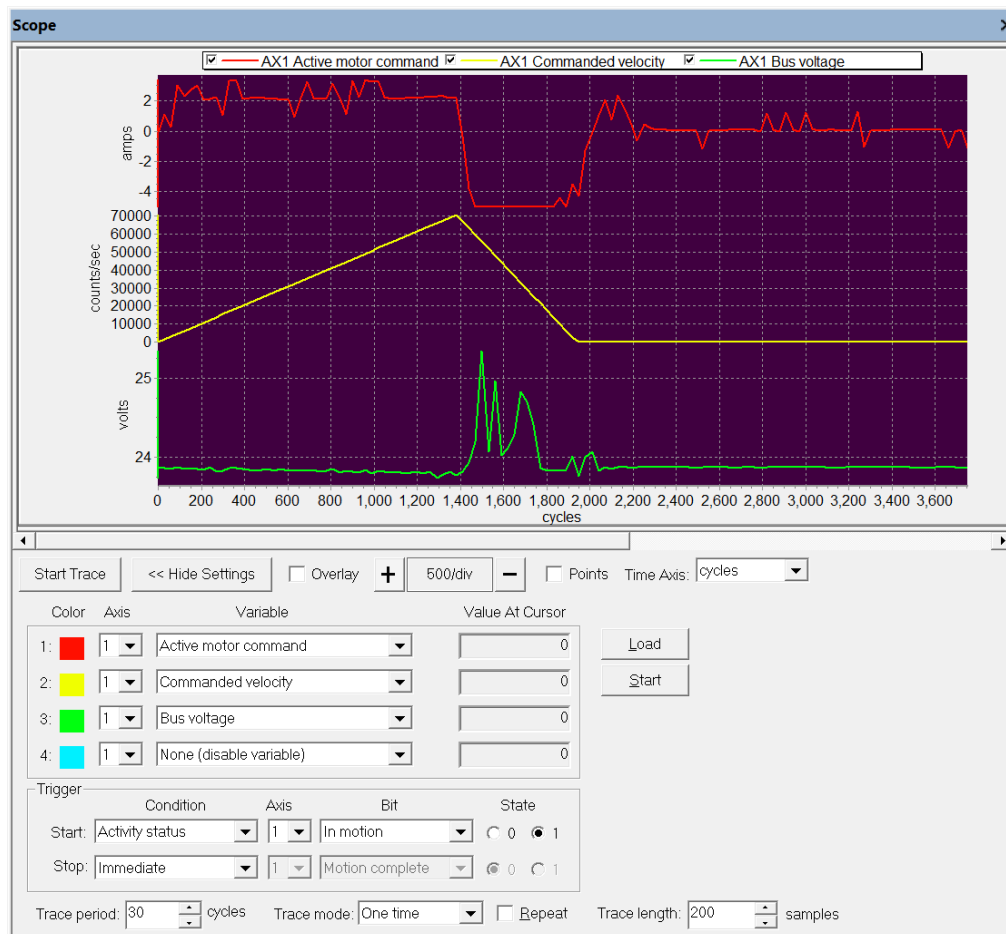 Scope
AX1 Active motor command AX1 Commanded velocity AX1 Bus voltage
2
0
-2
-4
amps
70000
60000
50000
40000
30000
20000
10000
0
counts/sec
25
24
volts
0 200 400 600 800 1,000 1,200 1,400 1,600 1,800 2,000 2,200 2,400 2,600 2,800 3,000 3,200 3,400 3,600
cycles
Start Trace << Hide Settings Overlay + 500/div − Points Time Axis: cycles
Color Axis Variable Value At Cursor
1: 1 Active motor command 0 Load
2: 1 Commanded velocity 0 Start
3: 1 Bus voltage 0
4: 1 None (disable variable) 0
Trigger
Condition Axis Bit State
Start: Activity status 1 In motion 0 1
Stop: Immediate 1 Motion complete 0 1
Trace period: 30 cycles Trace mode: One time Repeat Trace length: 200 samples